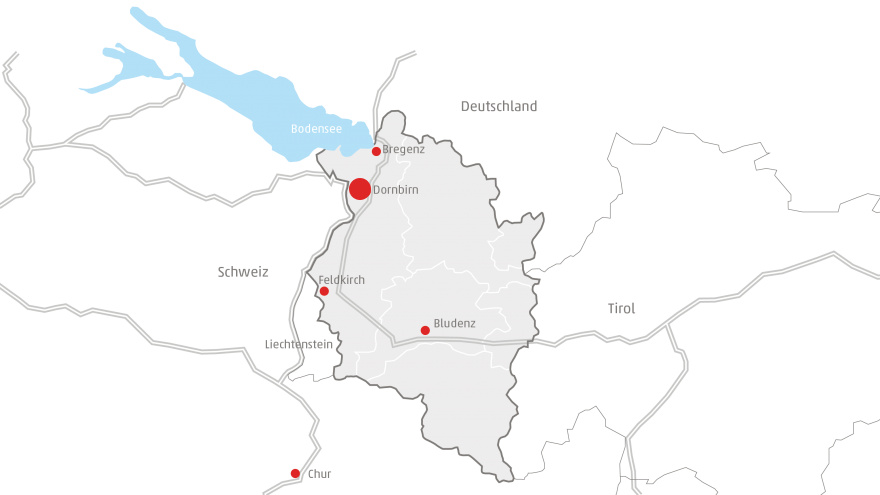 Deutschland
Bodensee
Bregenz
Dornbirn
Schweiz
Feldkirch
Tirol
Bludenz
Liechtenstein
Chur